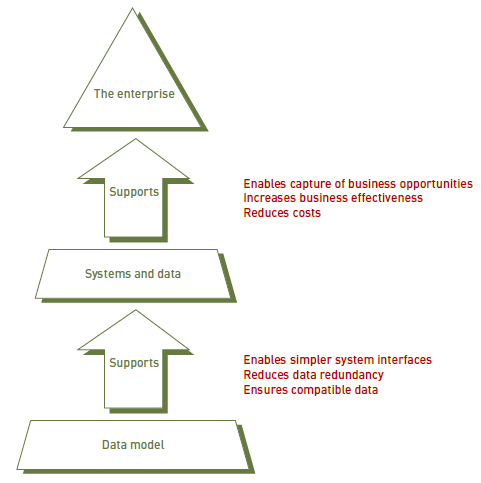 The enterprise
Supports
Enables capture of business opportunities
Increases business effectiveness
Reduces costs
Systems and data
Supports
Enables simpler system interfaces
Reduces data redundancy
Ensures compatible data
Data model